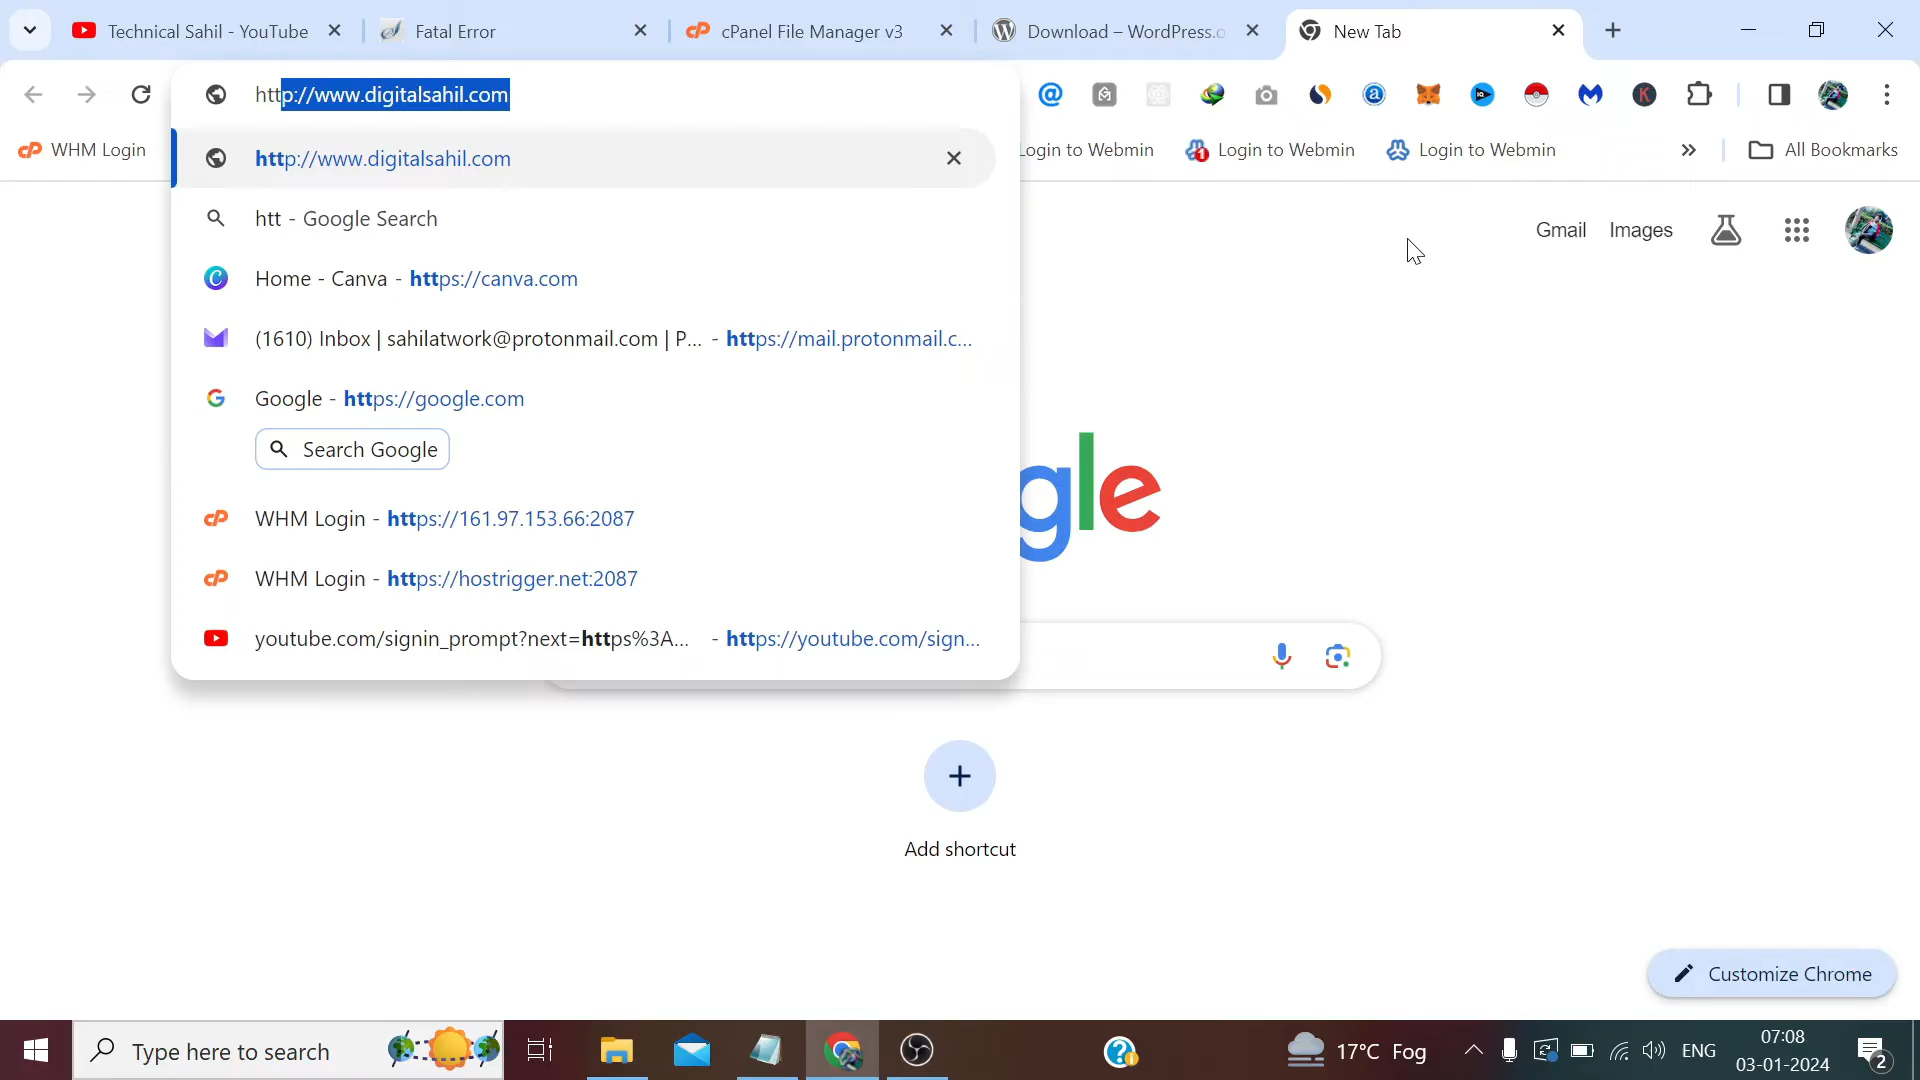 Technical Sahil - YouTube
Fatal Error
cPanel File Manager v3
Download – WordPress.o
New Tab
http://www.digitalsahil.com
WHM Login
Login to Webmin
Login to Webmin
Login to Webmin
All Bookmarks
http://www.digitalsahil.com
htt - Google Search
Gmail
Images
Home - Canva - https://canva.com
(1610) Inbox | sahilatwork@protonmail.com | P... - https://mail.protonmail.c...
Google - https://google.com
Search Google
gle
WHM Login - https://161.97.153.66:2087
WHM Login - https://hostrigger.net:2087
youtube.com/signin_prompt?next=https%3A... - https://youtube.com/sign...
Add shortcut
Customize Chrome
Type here to search
17°C Fog
ENG
07:08
03-01-2024
2